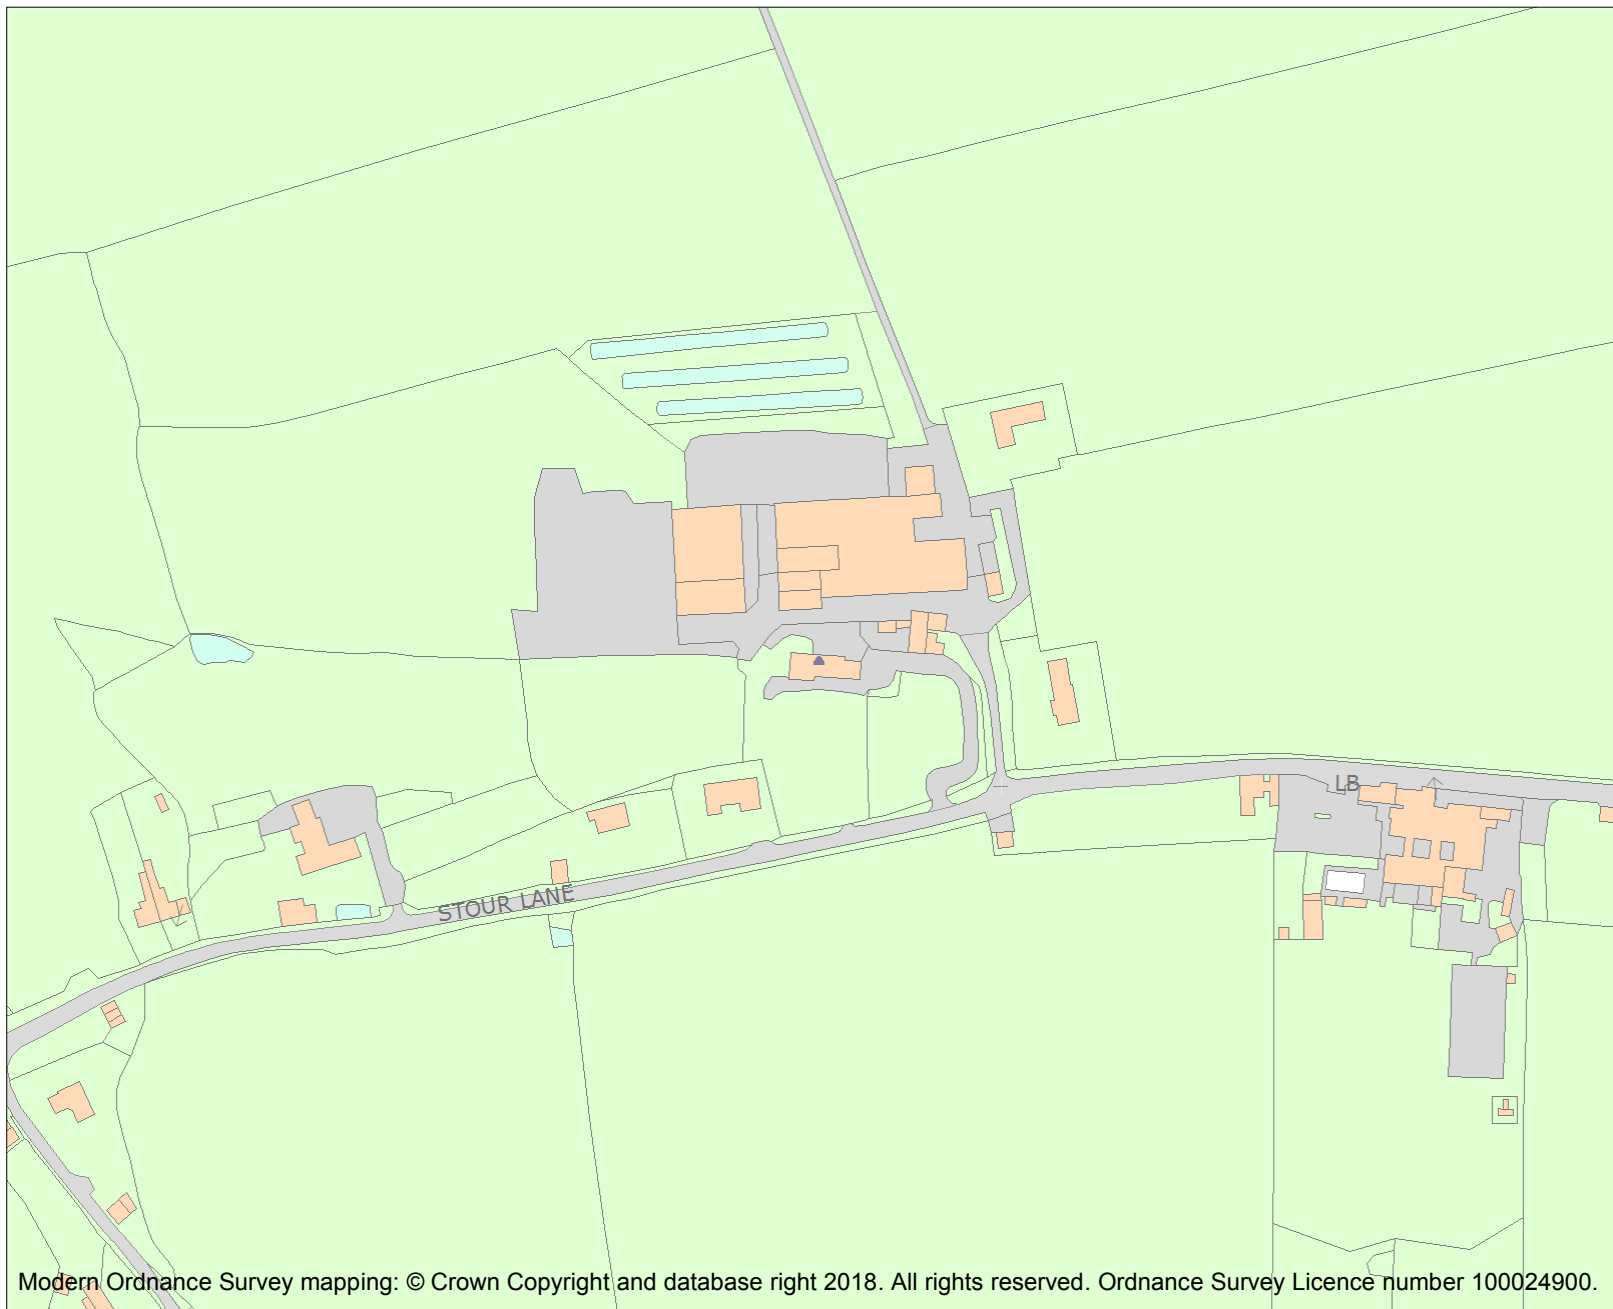 LB
STOUR LANE
Modern Ordnance Survey mapping: © Crown Copyright and database right 2018. All rights reserved. Ordnance Survey Licence number 100024900.